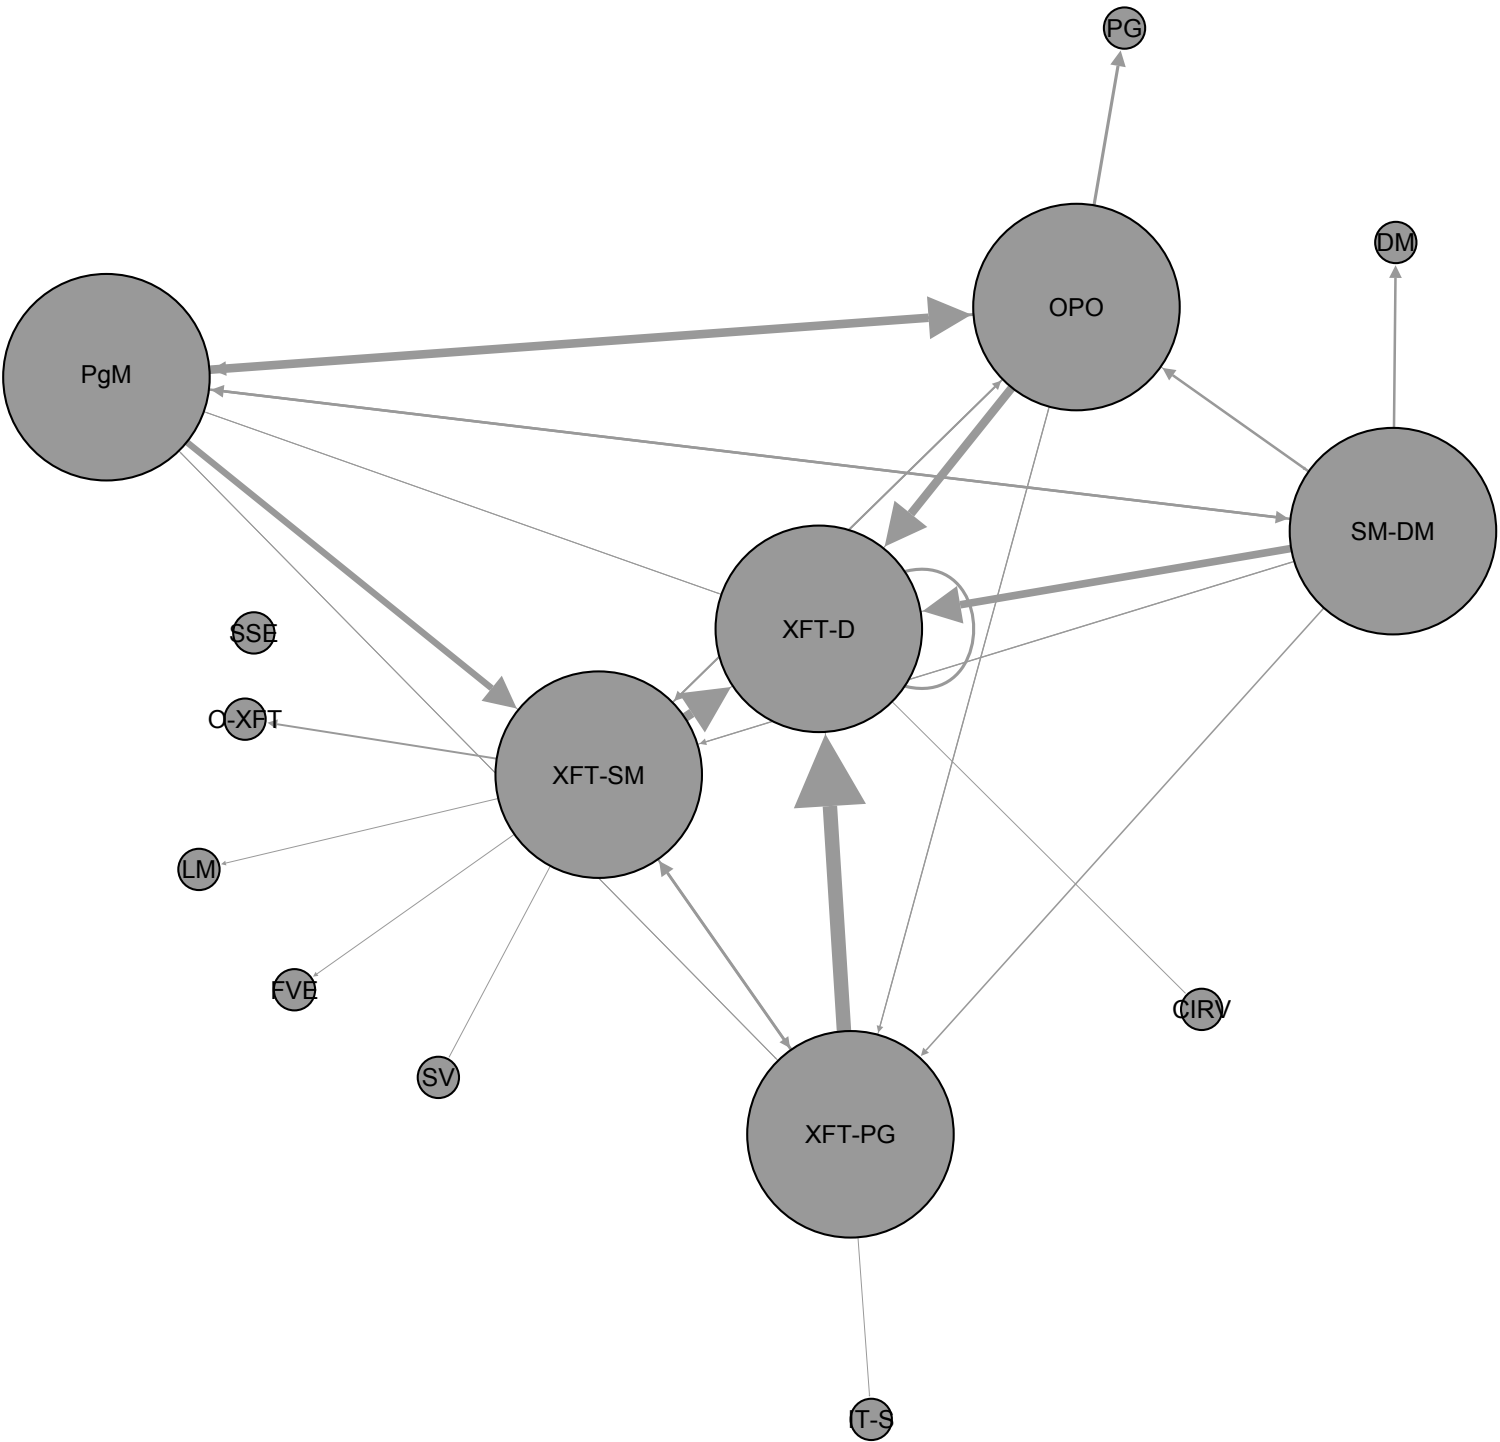 PG
DM
OPO
PgM
SM-DM
XFT-D
SSE
O-XFT
XFT-SM
LM
FVE
CIRV
SV
XFT-PG
IT-S